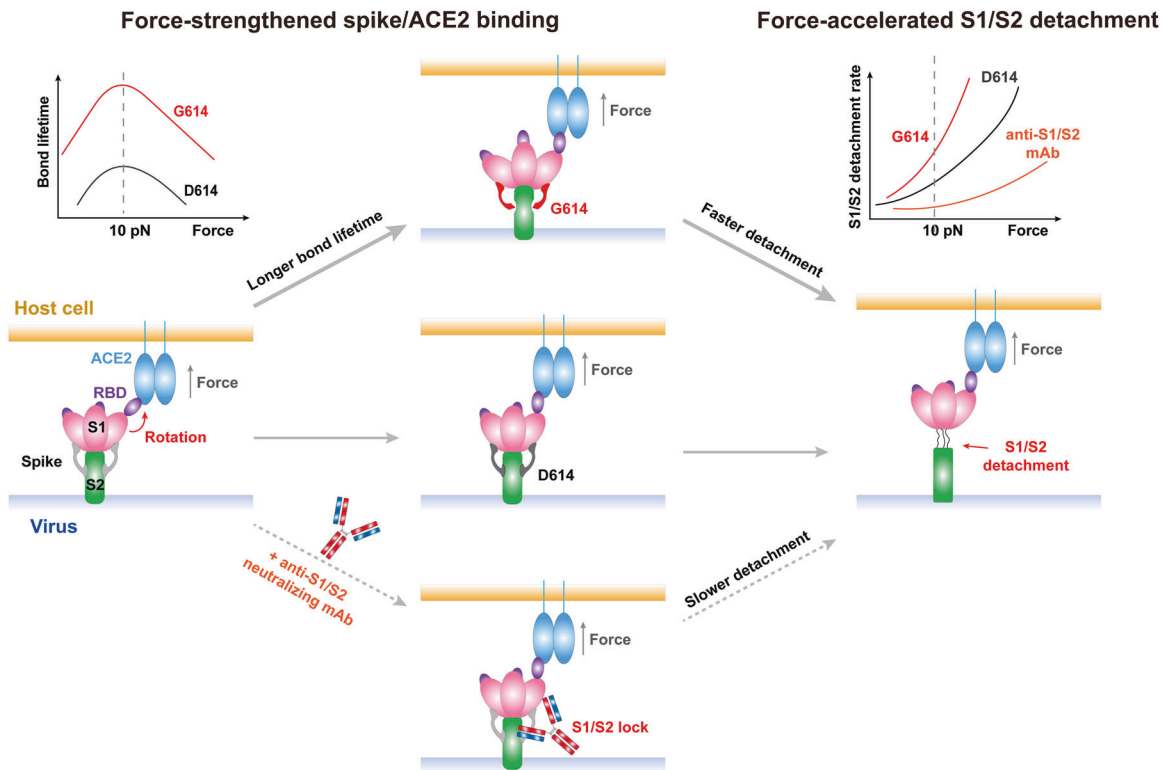 Force-strengthened spike/ACE2 binding
Force-accelerated S1/S2 detachment
Bond lifetime
G614
D614
10 pN
Force
Force
G614
S1/S2 detachment rate
G614
D614
anti-S1/S2
mAb
10 pN
Force
Longer bond lifetime
Faster detachment
Host cell
ACE2
RBD
Force
S1
Rotation
Spike
S2
Virus
Force
D614
Force
S1/S2
detachment
+ anti-S1/S2
neutralizing mAb
Slower detachment
Force
S1/S2 lock